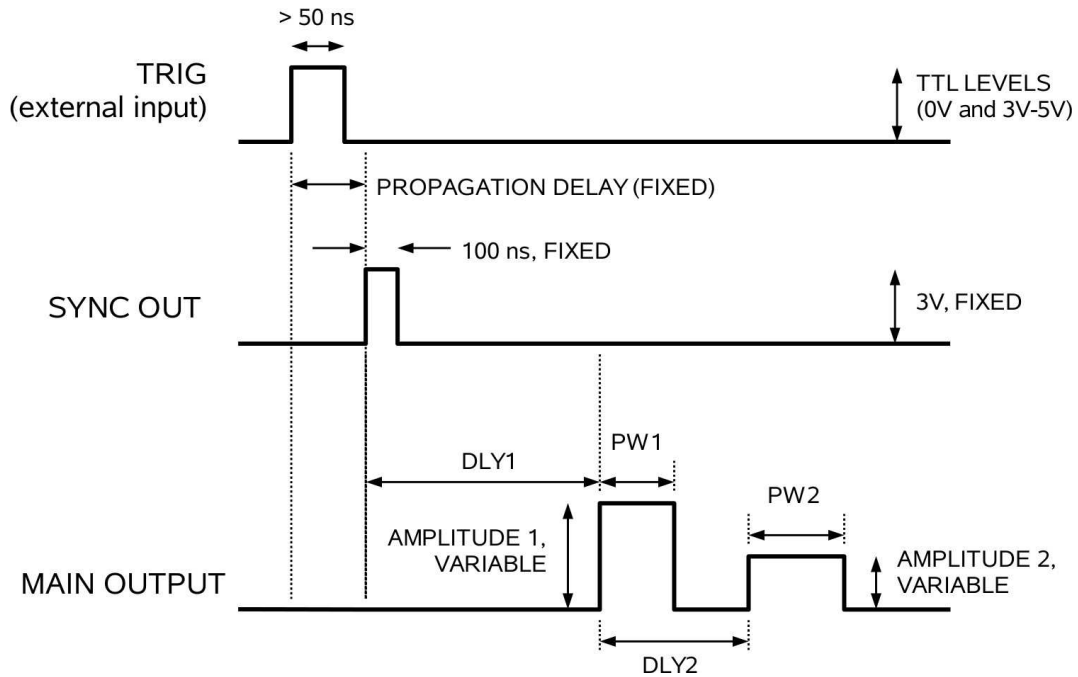 > 50 ns
TRIG
(external input)
TTL LEVELS
(0V and 3V-5V)
PROPAGATION DELAY (FIXED)
100 ns, FIXED
SYNC OUT
3V, FIXED
PW1
DLY1
PW2
AMPLITUDE 1,
VARIABLE
AMPLITUDE 2,
VARIABLE
MAIN OUTPUT
DLY2